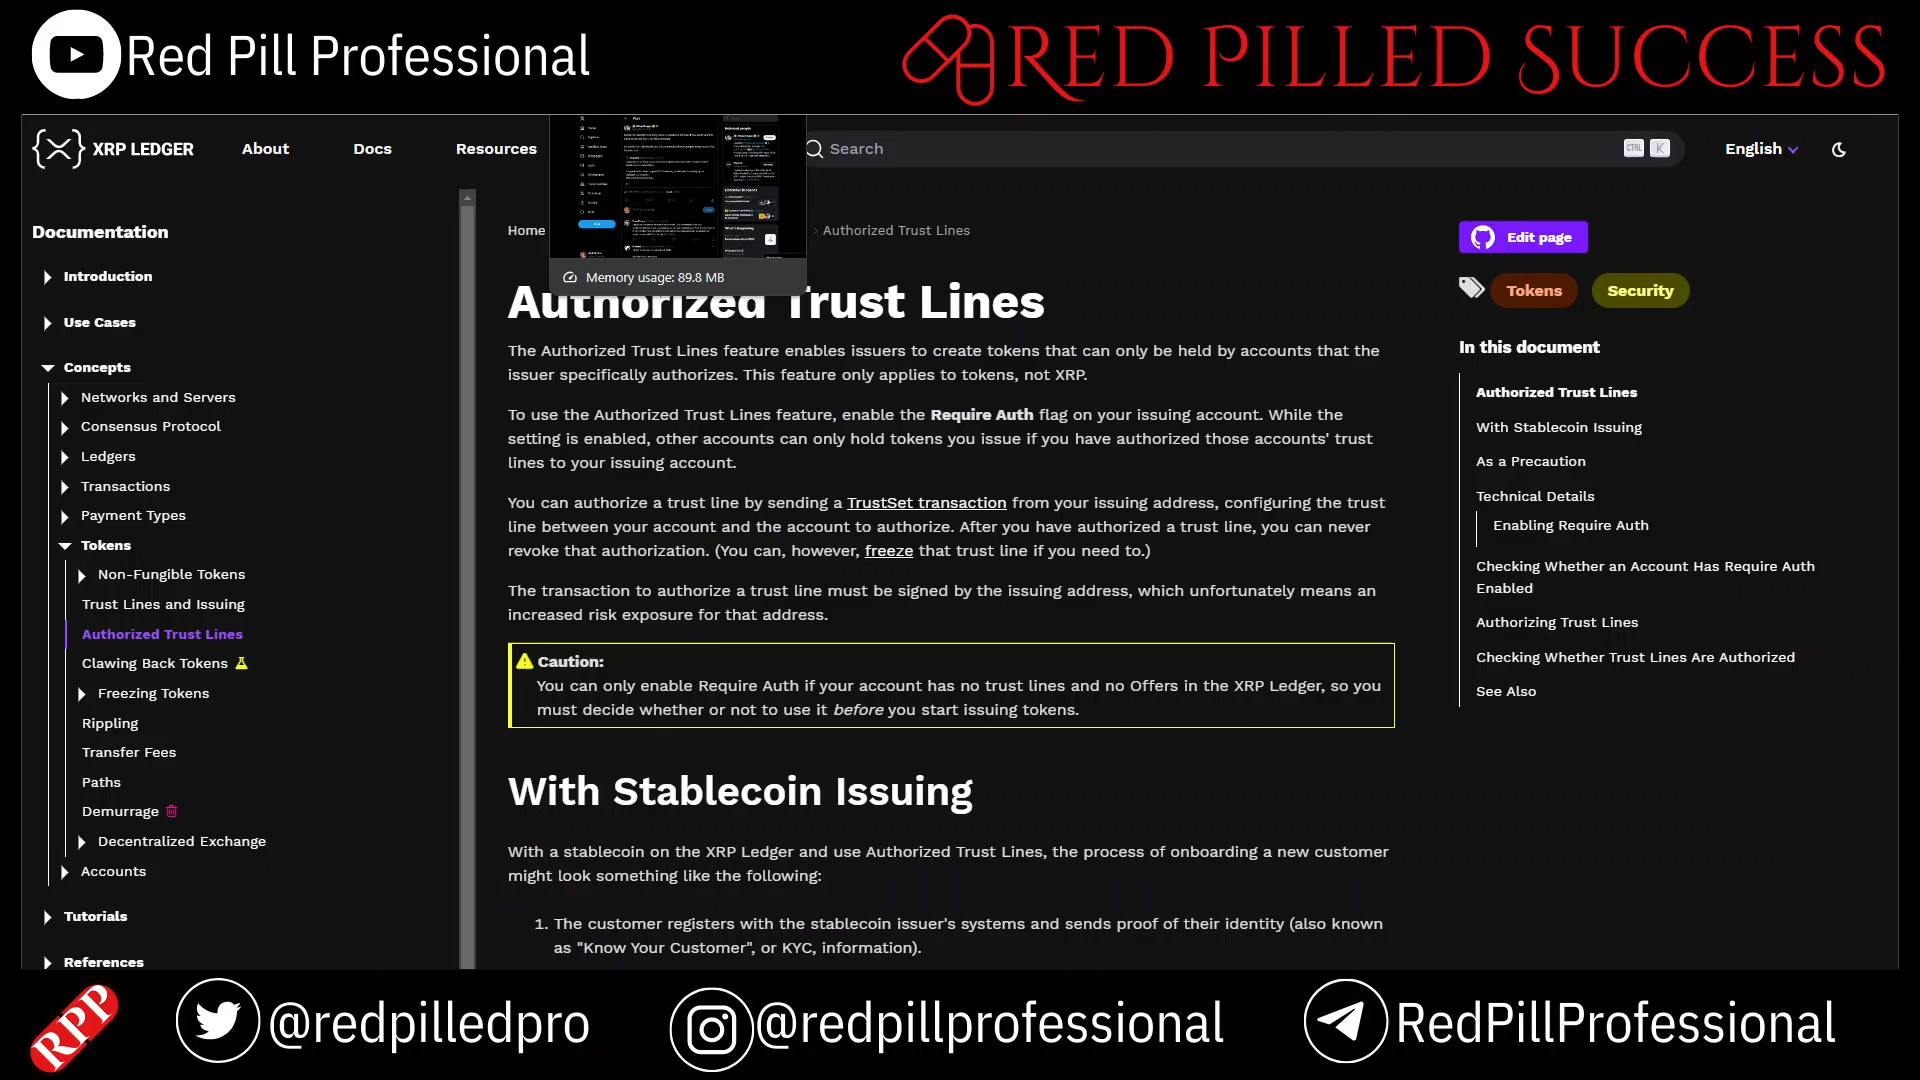 Red Pill Professional
RED PILLED SUCCESS
XRP LEDGER
About
Docs
Resources
Search
CTRL K
English
Documentation
Introduction
Use Cases
Concepts
Networks and Servers
Consensus Protocol
Ledgers
Transactions
Payment Types
Tokens
Non-Fungible Tokens
Trust Lines and Issuing
Authorized Trust Lines
Clawing Back Tokens
Freezing Tokens
Rippling
Transfer Fees
Paths
Demurrage
Decentralized Exchange
Accounts
Tutorials
References
Memory usage: 89.8 MB
Home
Authorized Trust Lines
Authorized Trust Lines
The Authorized Trust Lines feature enables issuers to create tokens that can only be held by accounts that the
issuer specifically authorizes. This feature only applies to tokens, not XRP.
To use the Authorized Trust Lines feature, enable the Require Auth flag on your issuing account. While the
setting is enabled, other accounts can only hold tokens you issue if you have authorized those accounts' trust
lines to your issuing account.
You can authorize a trust line by sending a TrustSet transaction from your issuing address, configuring the trust
line between your account and the account to authorize. After you have authorized a trust line, you can never
revoke that authorization. (You can, however, freeze that trust line if you need to.)
The transaction to authorize a trust line must be signed by the issuing address, which unfortunately means an
increased risk exposure for that address.
Caution:
You can only enable Require Auth if your account has no trust lines and no Offers in the XRP Ledger, so you
must decide whether or not to use it before you start issuing tokens.
With Stablecoin Issuing
With a stablecoin on the XRP Ledger and use Authorized Trust Lines, the process of onboarding a new customer
might look something like the following:
1. The customer registers with the stablecoin issuer's systems and sends proof of their identity (also known
as "Know Your Customer", or KYC, information).
Edit page
Tokens
Security
In this document
Authorized Trust Lines
With Stablecoin Issuing
As a Precaution
Technical Details
Enabling Require Auth
Checking Whether an Account Has Require Auth
Enabled
Authorizing Trust Lines
Checking Whether Trust Lines Are Authorized
See Also
RPP
@redpilledpro
@redpillprofessional
RedPillProfessional